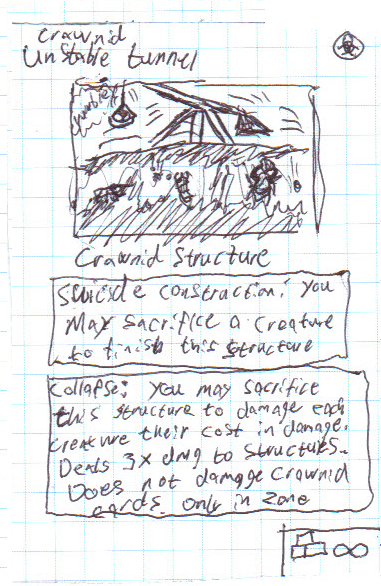 Crawnid
Unstable tunnel
rumble!
Crawnid Structure
Suicide construction: you
May sacrifice a creature
to finish this structure
Collapse: you may sacrifice
this structure to damage each
creature their cost in damage.
Deals 3x dmg to structures.
Does not damage Crawnid
cards. only in zone
∞